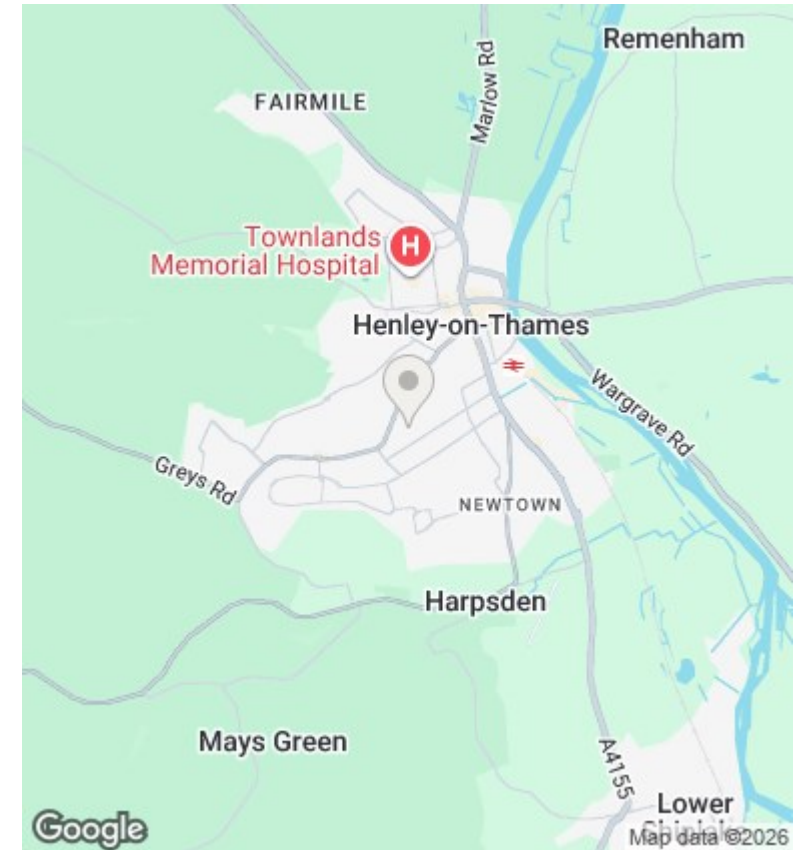 Remenham
Marlow Rd
FAIRMILE
Townlands
Memorial Hospital
H
Henley-on-Thames
Wargrave Rd
Greys Rd
NEWTOWN
Harpsden
Mays Green
A4155
Lower
Google
Map data ©2026